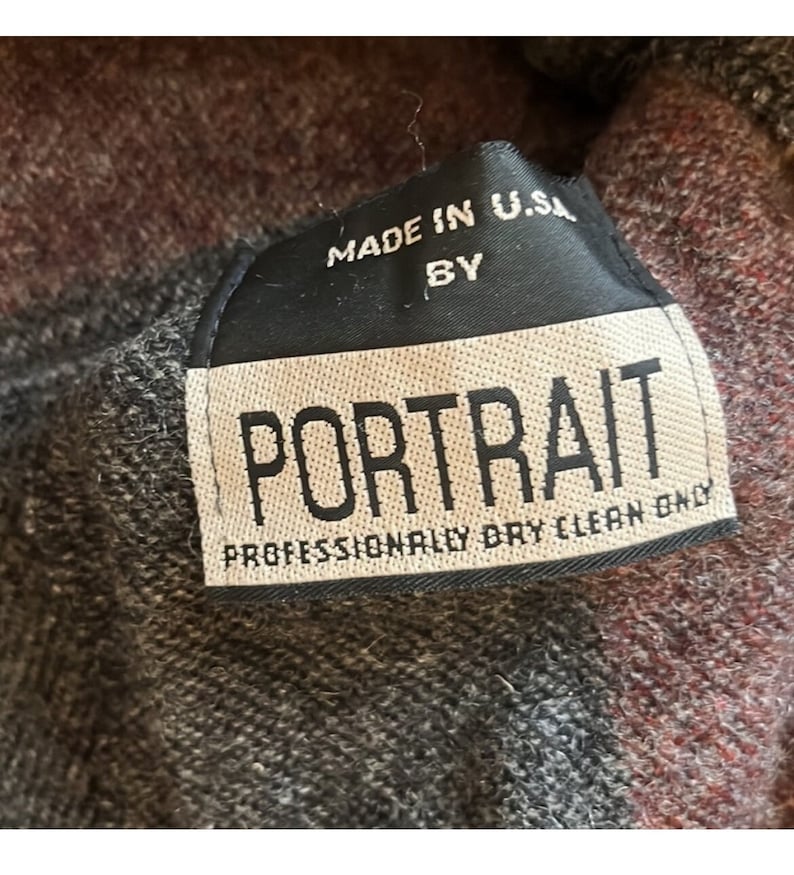 MADE IN U.S.A.
BY
PORTRAIT
PROFESSIONALLY DRY CLEAN ONLY